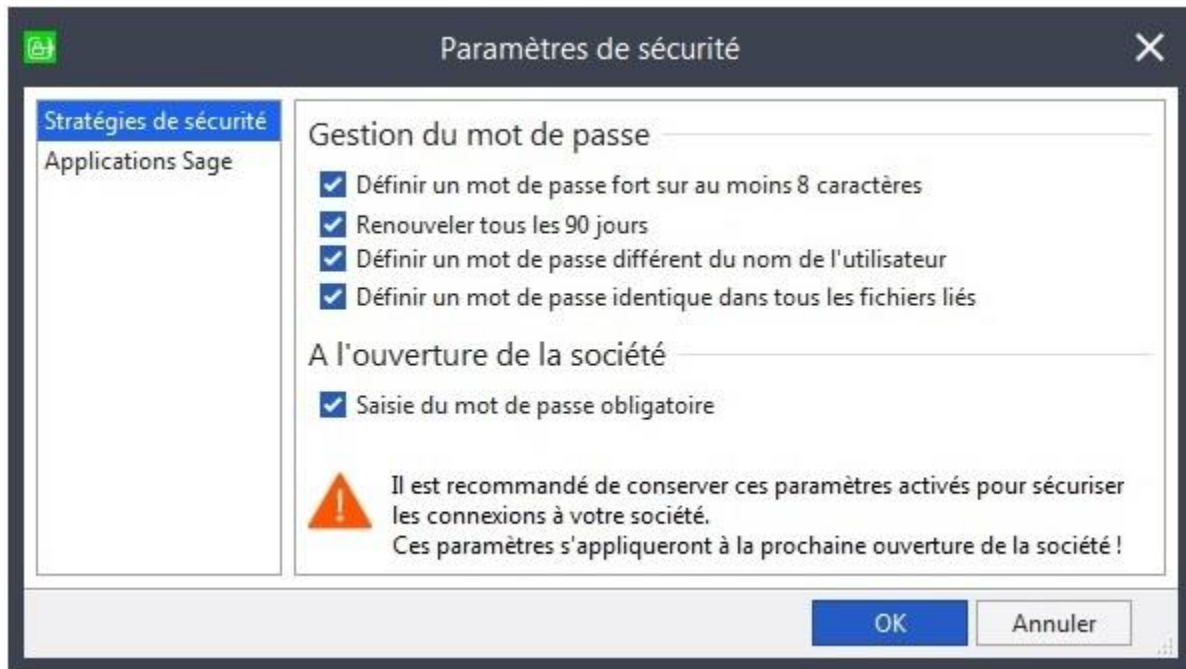 Paramètres de sécurité
Stratégies de sécurité
Applications Sage
Gestion du mot de passe
Définir un mot de passe fort sur au moins 8 caractères
Renouveler tous les 90 jours
Définir un mot de passe différent du nom de l'utilisateur
Définir un mot de passe identique dans tous les fichiers liés
A l'ouverture de la société
Saisie du mot de passe obligatoire
Il est recommandé de conserver ces paramètres activés pour sécuriser
les connexions à votre société.
Ces paramètres s'appliqueront à la prochaine ouverture de la société !
OK
Annuler